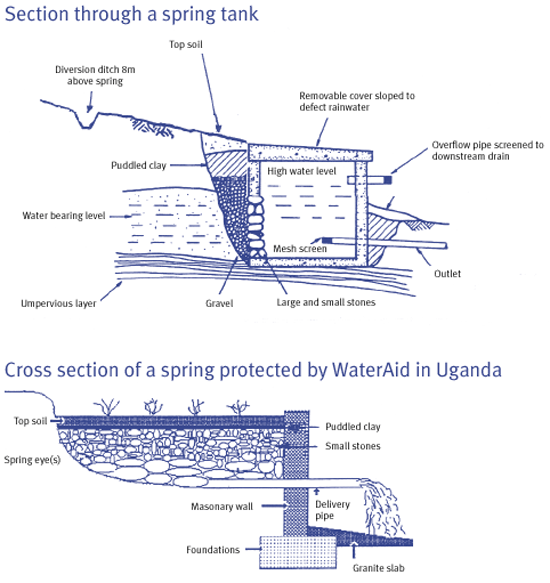 Section through a spring tank
Top soil
Diversion ditch 8m
above spring
Removable cover sloped to
defect rainwater
Overflow pipe screened to
downstream drain
Puddled clay
High water level
Water bearing level
Mesh screen
Outlet
Umpervious layer
Gravel
Large and small stones
Cross section of a spring protected by WaterAid in Uganda
Top soil
Puddled clay
Small stones
Spring eye(s)
Masonary wall
Delivery
pipe
Foundations
Granite slab